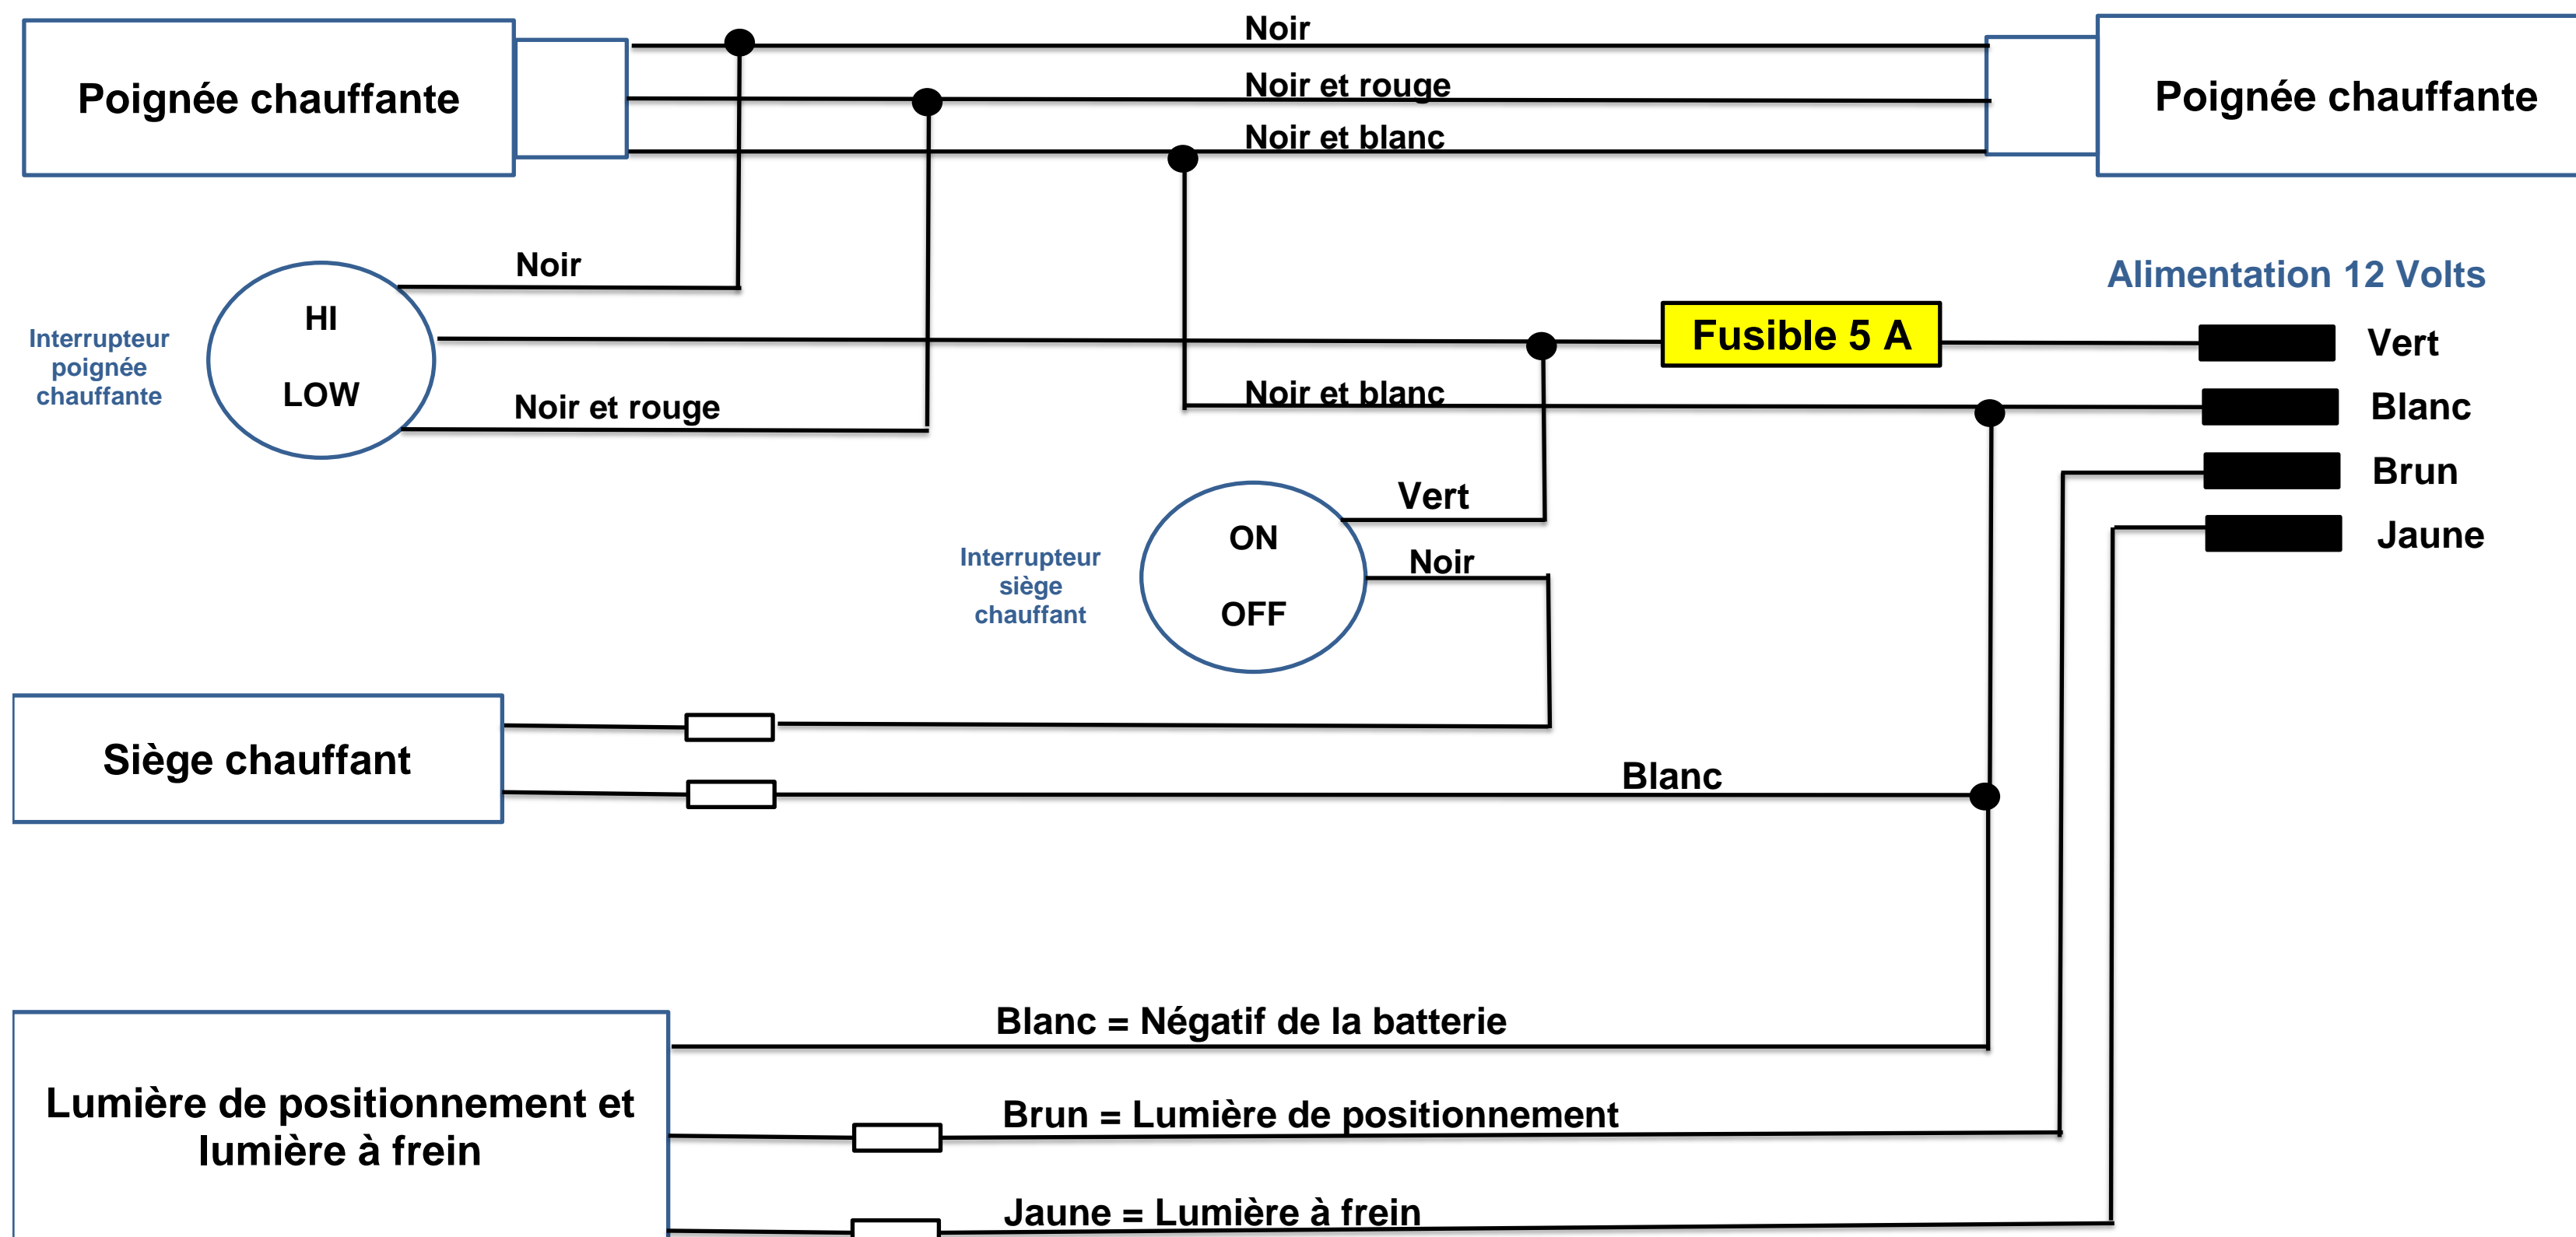 Noir
Poignée chauffante
Noir et rouge
Poignée chauffante
Noir et blanc
Noir
Alimentation 12 Volts
HI
Interrupteur
poignée
chauffante
LOW
Fusible 5 A
Vert
Noir et rouge
Noir et blanc
Blanc
Brun
Vert
Jaune
Interrupteur
siège
chauffant
ON
OFF
Noir
Siège chauffant
Blanc
Blanc = Négatif de la batterie
Lumière de positionnement et
lumière à frein
Brun = Lumière de positionnement
Jaune = Lumière à frein